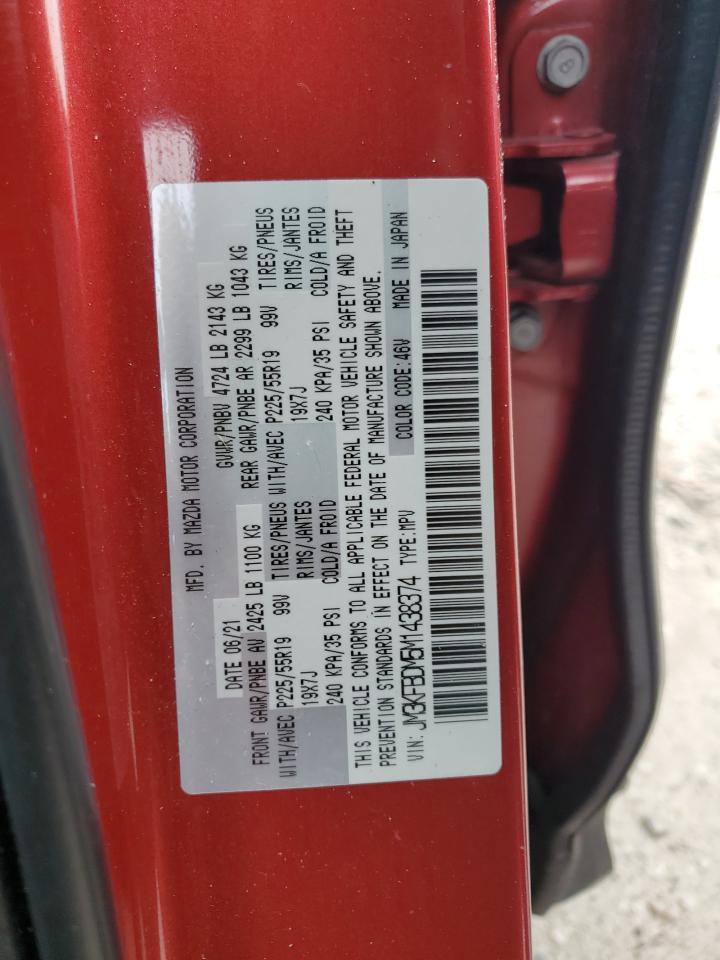 MFD. BY MAZDA MOTOR CORPORATION
DATE 06/21 GVWR/PNBV 4724 LB 2143 KG
FRONT GAWR/PNBE AV 2425 LB 1100 KG REAR GAWR/PNBE AR 2299 LB 1043 KG
WITH/AVEC P225/55R19 99V TIRES/PNEUS WITH/AVEC P225/55R19 99V TIRES/PNEUS
19X7J RIMS/JANTES 19X7J RIMS/JANTES
240 KPA/35 PSI COLD/A FROID 240 KPA/35 PSI COLD/A FROID
THIS VEHICLE CONFORMS TO ALL APPLICABLE FEDERAL MOTOR VEHICLE SAFETY AND THEFT
PREVENTION STANDARDS IN EFFECT ON THE DATE OF MANUFACTURE SHOWN ABOVE.
VIN: JM3KFBDM5M1438374 TYPE:MPV COLOR CODE:46V MADE IN JAPAN
8